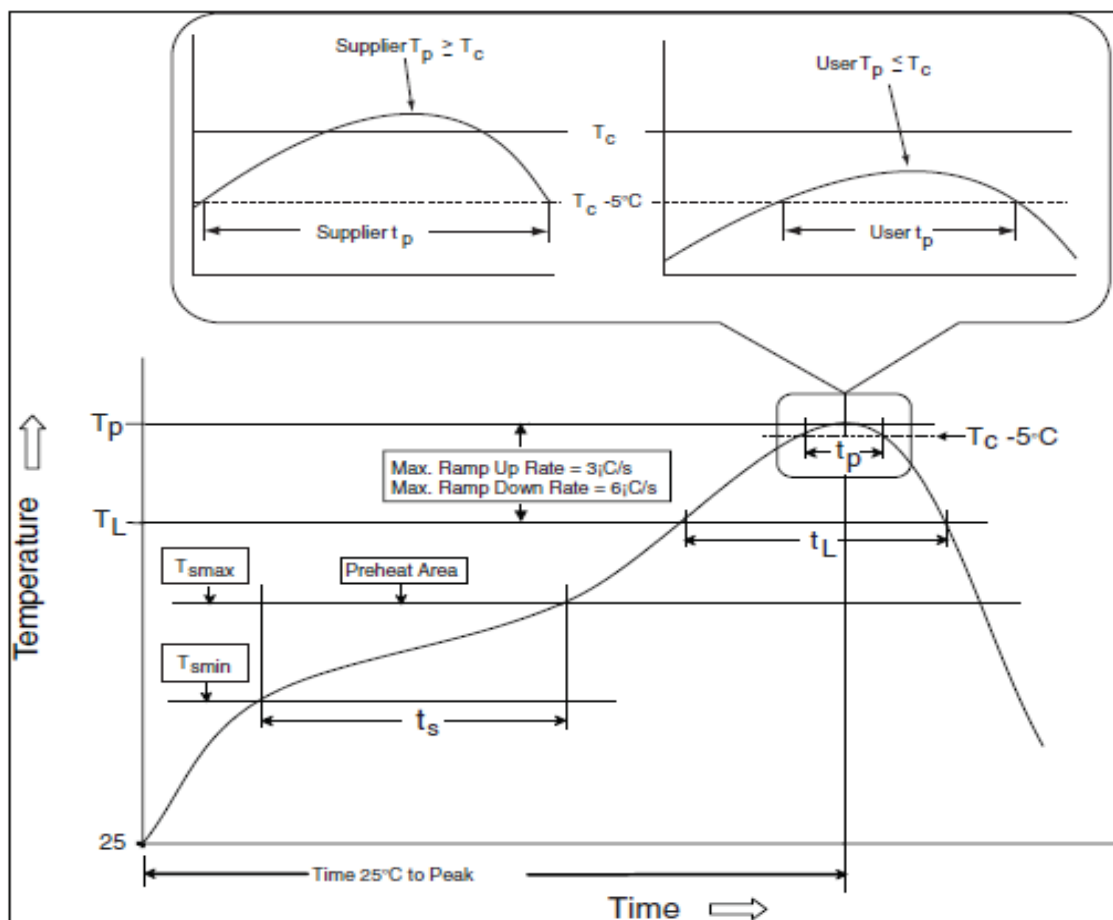 Supplier Tp ≥ Tc
User Tp ≤ Tc
Tc
Tc -5°C
Supplier tp
User tp
Tp
Tc -5°C
tp
Max. Ramp Up Rate = 3¡C/s
Max. Ramp Down Rate = 6¡C/s
TL
tL
Tsmax
Preheat Area
Tsmin
ts
Temperature
25
Time 25°C to Peak
Time